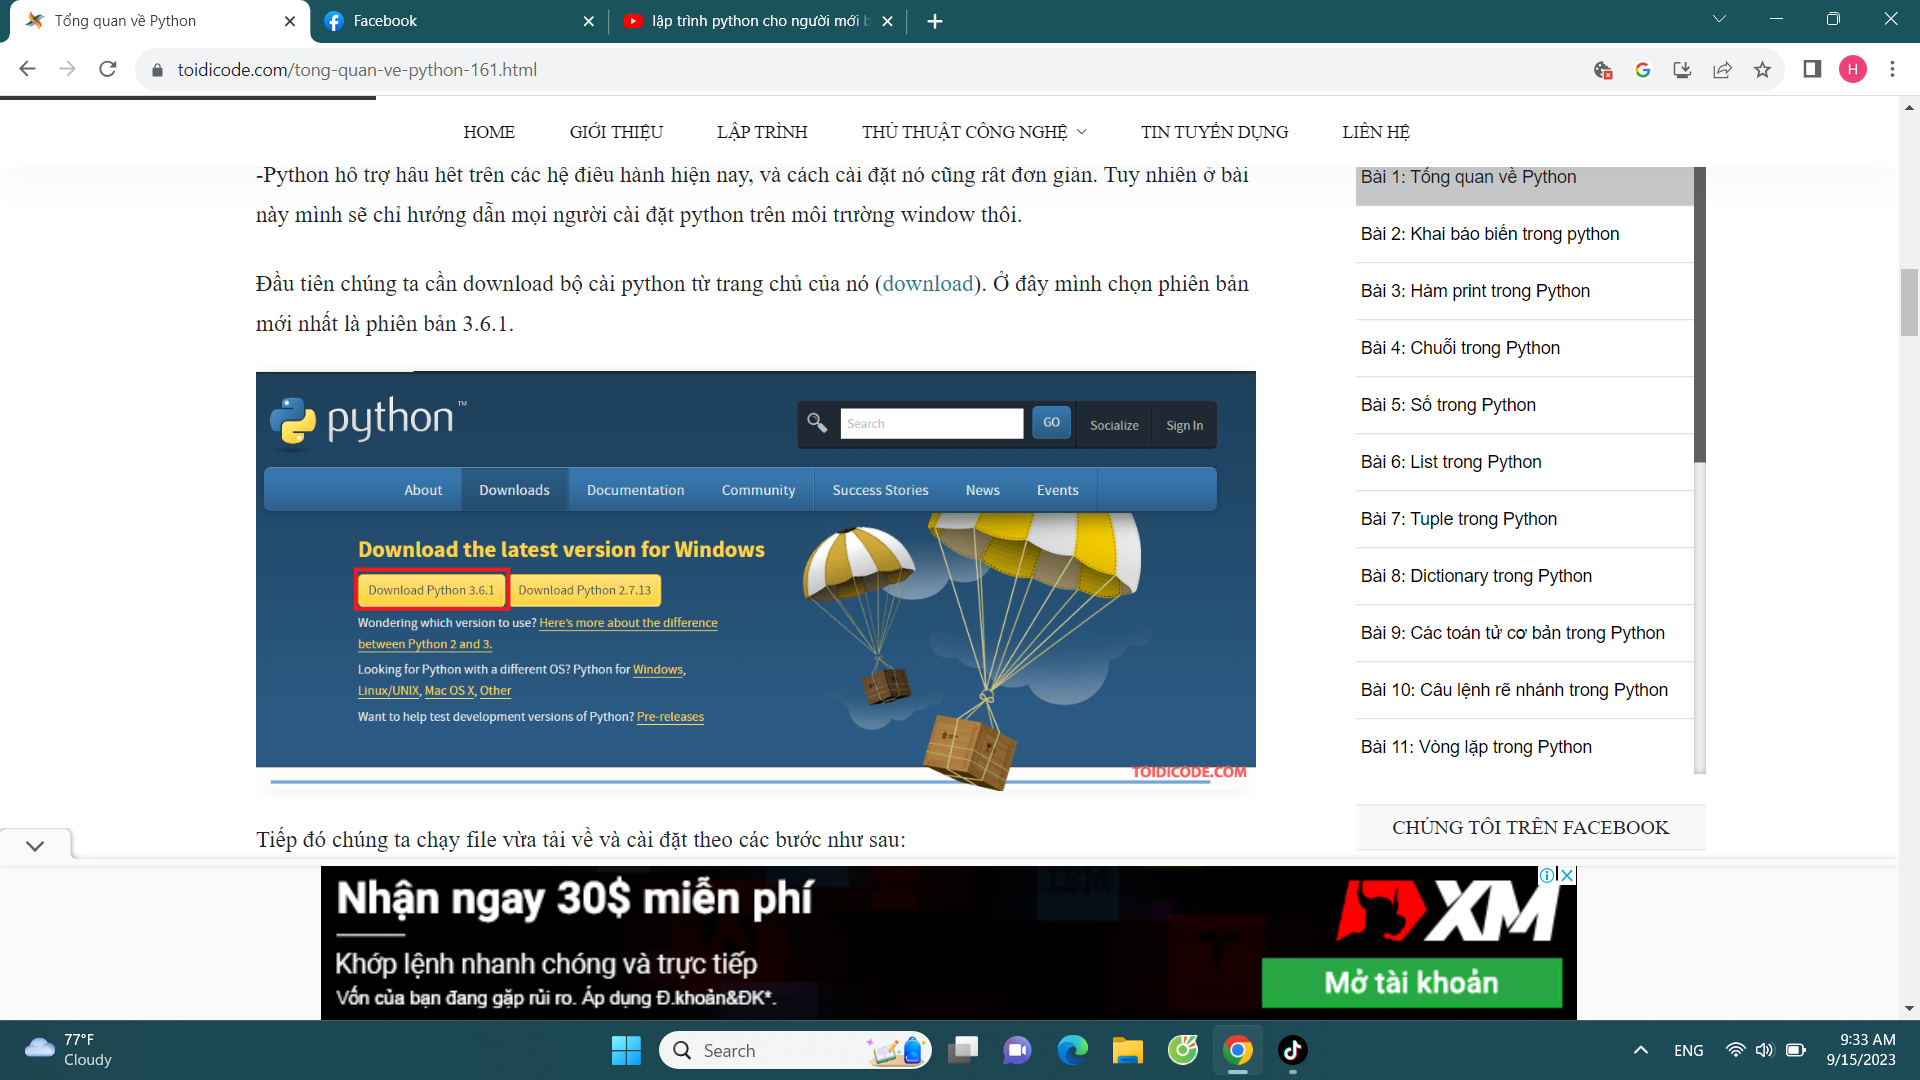 Tổng quan về Python
Facebook
lập trình python cho người mới b
toidicode.com/tong-quan-ve-python-161.html
H
HOME
GIỚI THIỆU
LẬP TRÌNH
THỦ THUẬT CÔNG NGHỆ
TIN TUYỂN DỤNG
LIÊN HỆ
-Python hỗ trợ hầu hết trên các hệ điều hành hiện nay, và cách cài đặt nó cũng rất đơn giản. Tuy nhiên ở bài
này mình sẽ chỉ hướng dẫn mọi người cài đặt python trên môi trường window thôi.
Đầu tiên chúng ta cần download bộ cài python từ trang chủ của nó (download). Ở đây mình chọn phiên bản
mới nhất là phiên bản 3.6.1.
python™
Search
GO
Socialize
Sign In
About
Downloads
Documentation
Community
Success Stories
News
Events
Download the latest version for Windows
Download Python 3.6.1
Download Python 2.7.13
Wondering which version to use? Here's more about the difference
between Python 2 and 3.
Looking for Python with a different OS? Python for Windows,
Linux/UNIX, Mac OS X, Other
Want to help test development versions of Python? Pre-releases
TOIDICODE.COM
Tiếp đó chúng ta chạy file vừa tải về và cài đặt theo các bước như sau:
Bài 1: Tổng quan về Python
Bài 2: Khai báo biến trong python
Bài 3: Hàm print trong Python
Bài 4: Chuỗi trong Python
Bài 5: Số trong Python
Bài 6: List trong Python
Bài 7: Tuple trong Python
Bài 8: Dictionary trong Python
Bài 9: Các toán tử cơ bản trong Python
Bài 10: Câu lệnh rẽ nhánh trong Python
Bài 11: Vòng lặp trong Python
CHÚNG TÔI TRÊN FACEBOOK
Nhận ngay 30$ miễn phí
Khớp lệnh nhanh chóng và trực tiếp
Vốn của bạn đang gặp rủi ro. Áp dụng Đ.khoản&ĐK*.
XM
Mở tài khoản
77°F
Cloudy
Search
ENG
9:33 AM
9/15/2023